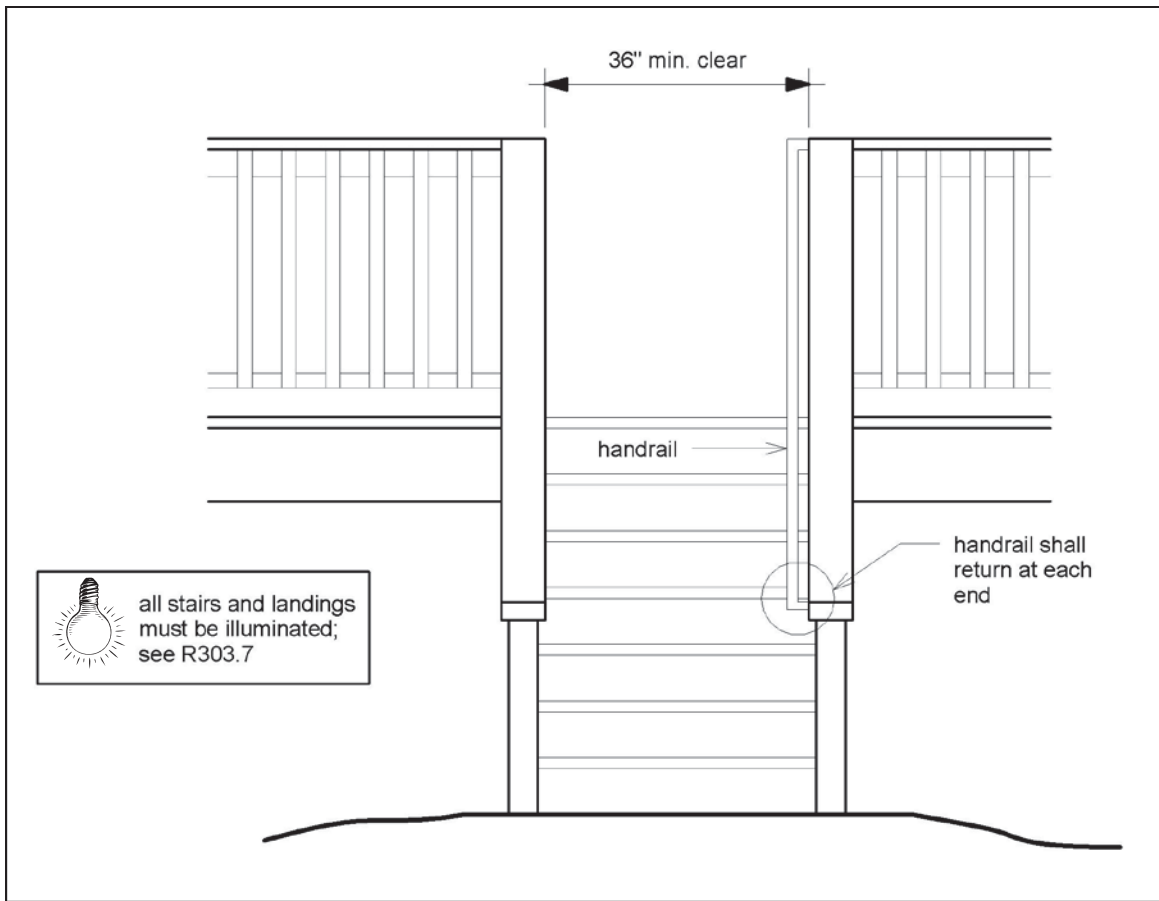 36" min. clear
handrail
handrail shall
return at each
end
all stairs and landings
must be illuminated;
see R303.7